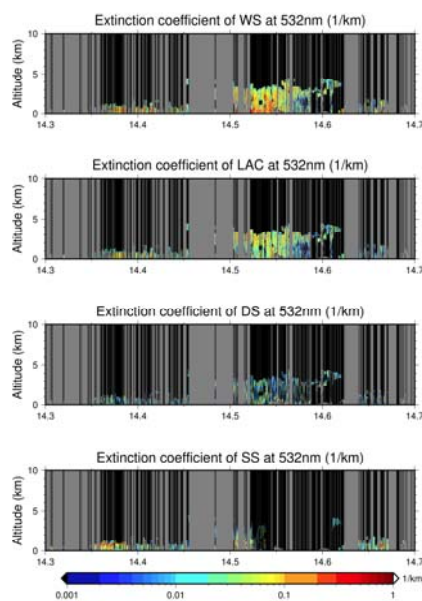 Extinction coefficient of WS at 532nm (1/km)
Altitude (km)
10
5
0
14.3 14.4 14.5 14.6 14.7
Extinction coefficient of LAC at 532nm (1/km)
Altitude (km)
10
5
0
14.3 14.4 14.5 14.6 14.7
Extinction coefficient of DS at 532nm (1/km)
Altitude (km)
10
5
0
14.3 14.4 14.5 14.6 14.7
Extinction coefficient of SS at 532nm (1/km)
Altitude (km)
10
5
0
14.3 14.4 14.5 14.6 14.7
1/km
0.001 0.01 0.1 1